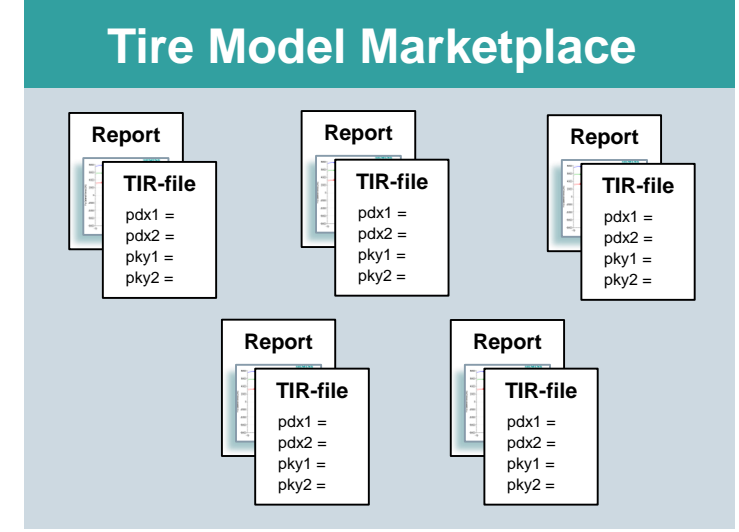 Tire Model Marketplace
Report
TIR-file
pdx1 =
pdx2 =
pky1 =
pky2 =
Report
TIR-file
pdx1 =
pdx2 =
pky1 =
pky2 =
Report
TIR-file
pdx1 =
pdx2 =
pky1 =
pky2 =
Report
TIR-file
pdx1 =
pdx2 =
pky1 =
pky2 =
Report
TIR-file
pdx1 =
pdx2 =
pky1 =
pky2 =